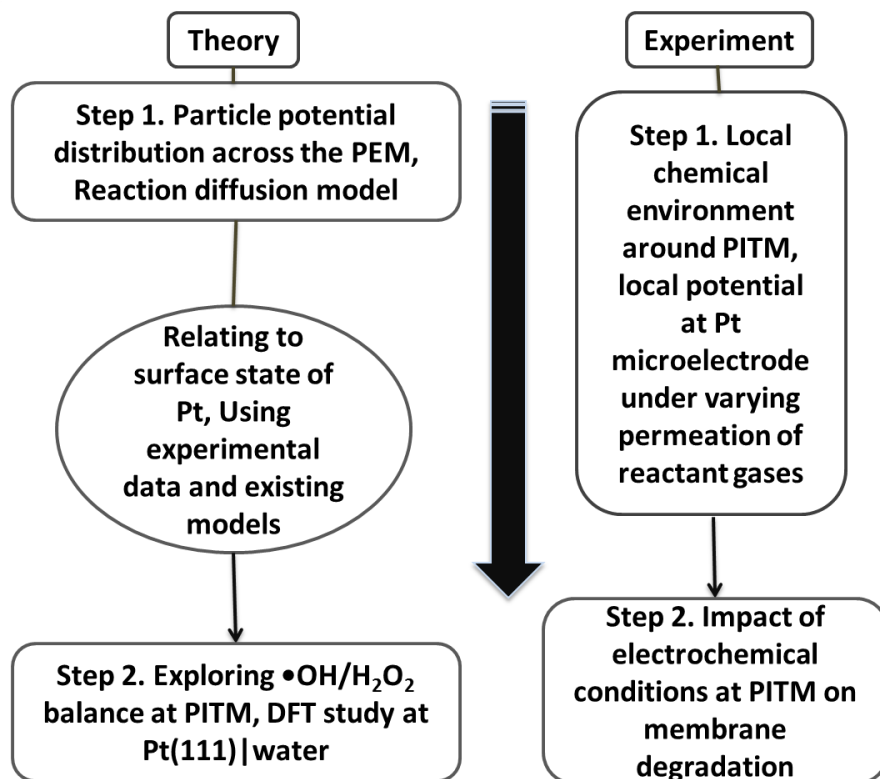 Theory
Step 1. Particle potential
distribution across the PEM,
Reaction diffusion model
Relating to
surface state of
Pt, Using
experimental
data and existing
models
Step 2. Exploring •OH/H₂O₂
balance at PITM, DFT study at
Pt(111)|water
Experiment
Step 1. Local
chemical
environment
around PITM,
local potential
at Pt
microelectrode
under varying
permeation of
reactant gases
Step 2. Impact of
electrochemical
conditions at PITM on
membrane
degradation